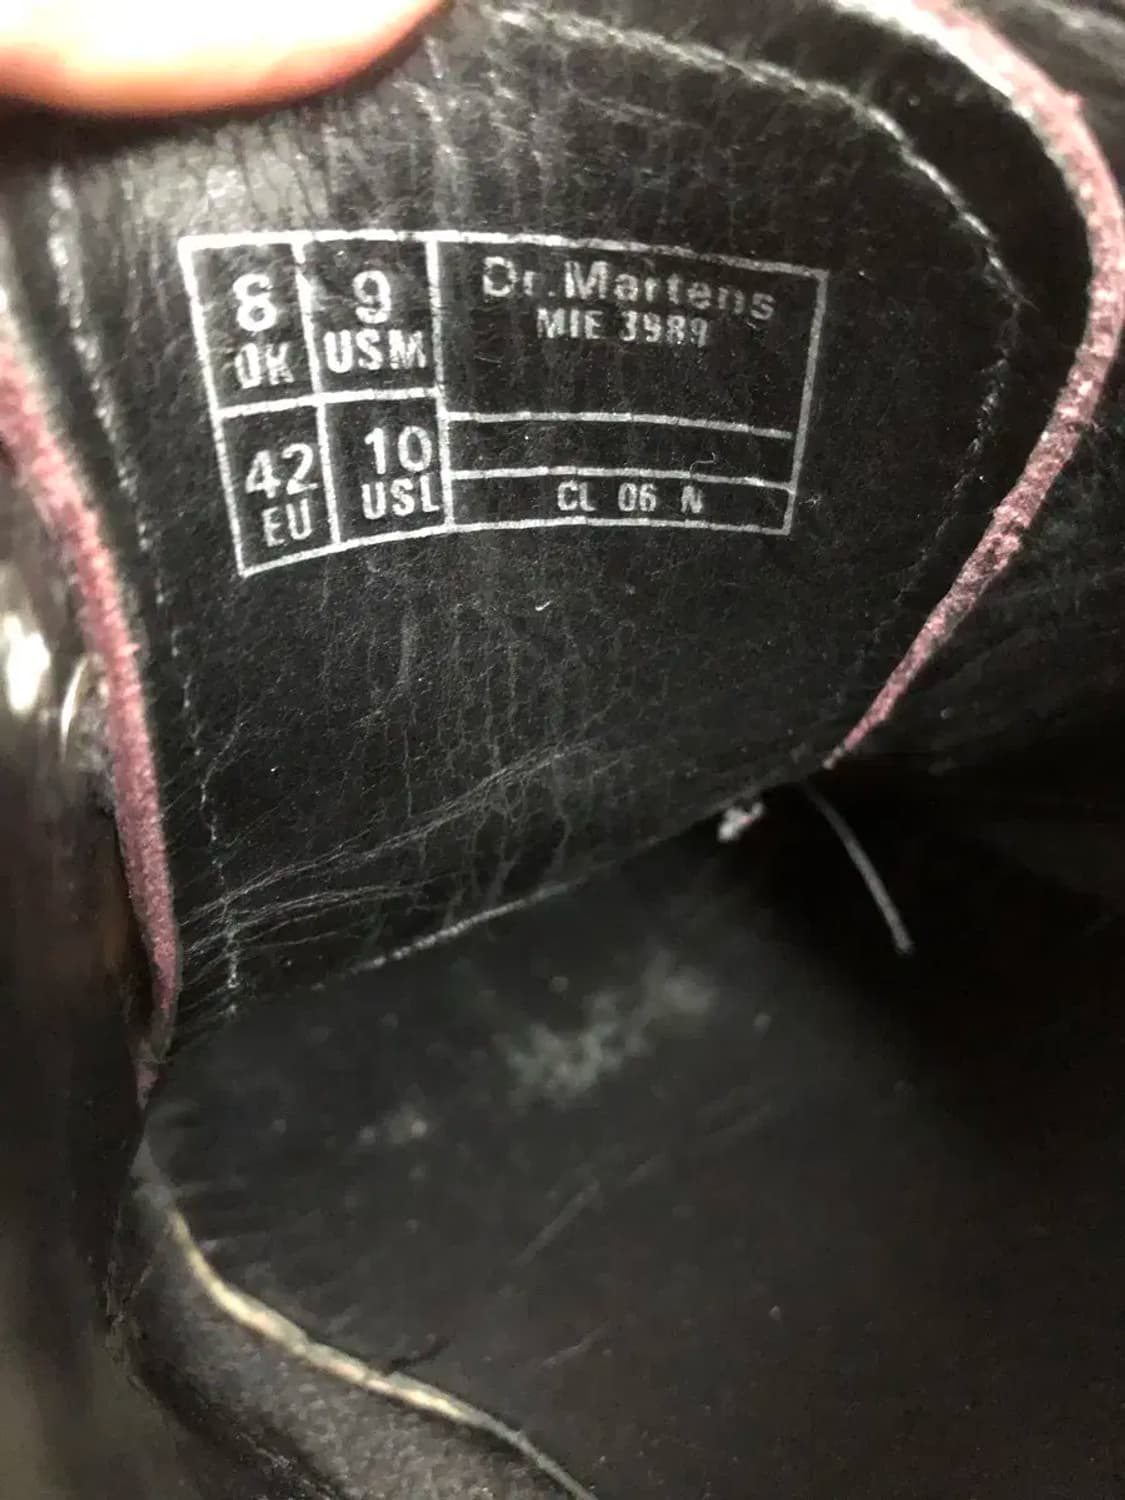 8
UK
9
USM
42
EU
10
USL
Dr. Martens
MIE 3989
CL 06 N